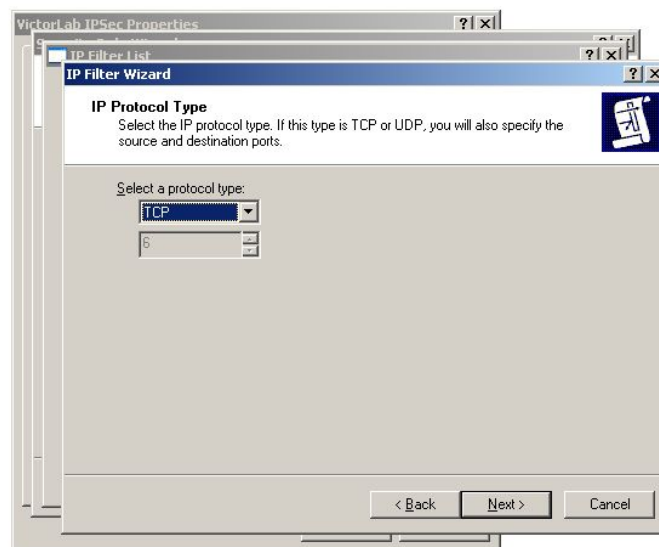 VictorLab IPSec Properties
IP Filter List
IP Filter Wizard
IP Protocol Type
Select the IP protocol type. If this type is TCP or UDP, you will also specify the
source and destination ports.
Select a protocol type:
TCP
6
< Back
Next >
Cancel